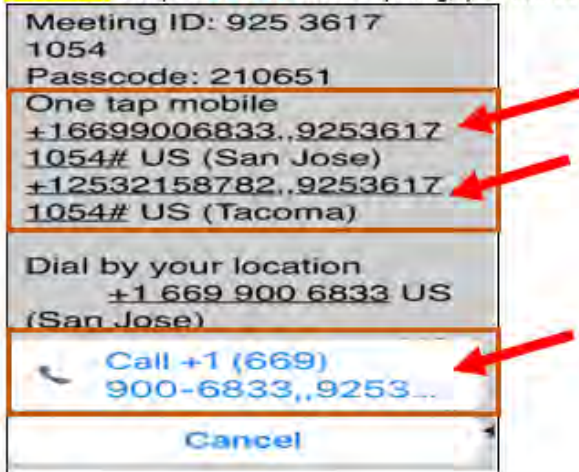 Meeting ID: 925 3617
1054
Passcode: 210651
One tap mobile
+16699006833,,9253617
1054# US (San Jose)
+12532158782,,9253617
1054# US (Tacoma)
Dial by your location
+1 669 900 6833 US
(San Jose)
Call +1 (669)
900-6833,,9253...
Cancel